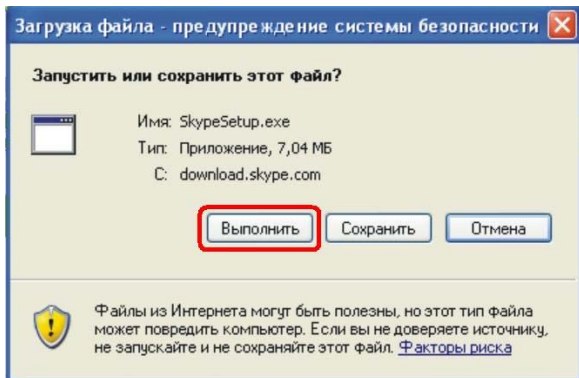 Загрузка файла - предупреждение системы безопасности
Запустить или сохранить этот файл?
Имя: SkypeSetup.exe
Тип: Приложение, 7,04 МБ
С: download.skype.com
Выполнить Сохранить Отмена
Файлы из Интернета могут быть полезны, но этот тип файла
может повредить компьютер. Если вы не доверяете источнику,
не запускайте и не сохраняйте этот файл. Факторы риска